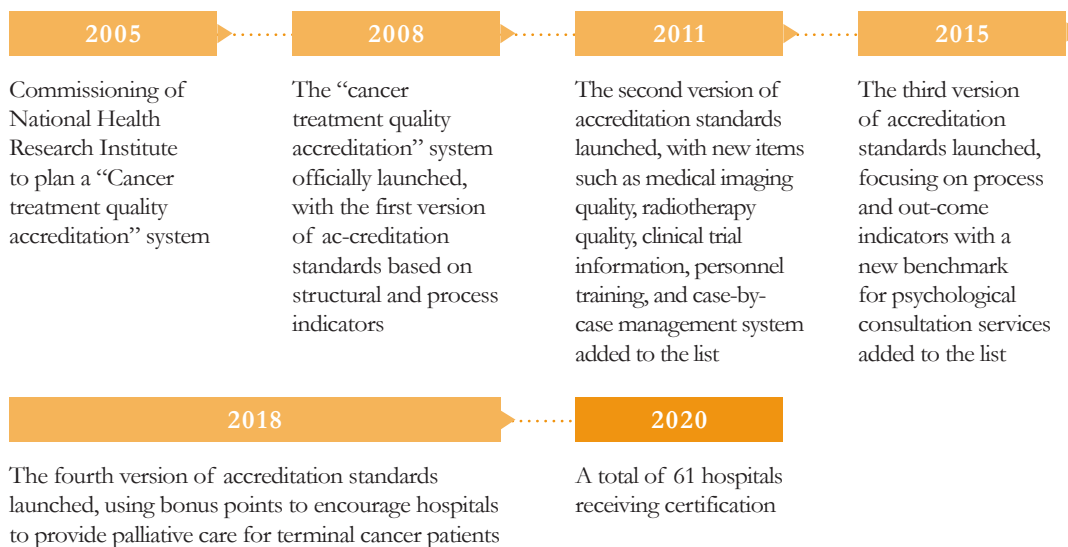 2005
Commissioning of
National Health
Research Institute
to plan a “Cancer
treatment quality
accreditation” system
2008
The “cancer
treatment quality
accreditation” system
officially launched,
with the first version
of ac-creditation
standards based on
structural and process
indicators
2011
The second version of
accreditation standards
launched, with new items
such as medical imaging
quality, radiotherapy
quality, clinical trial
information, personnel
training, and case-by-
case management system
added to the list
2015
The third version
of accreditation
standards launched,
focusing on process
and out-come
indicators with a
new benchmark
for psychological
consultation services
added to the list
2018
The fourth version of accreditation standards
launched, using bonus points to encourage hospitals
to provide palliative care for terminal cancer patients
2020
A total of 61 hospitals
receiving certification